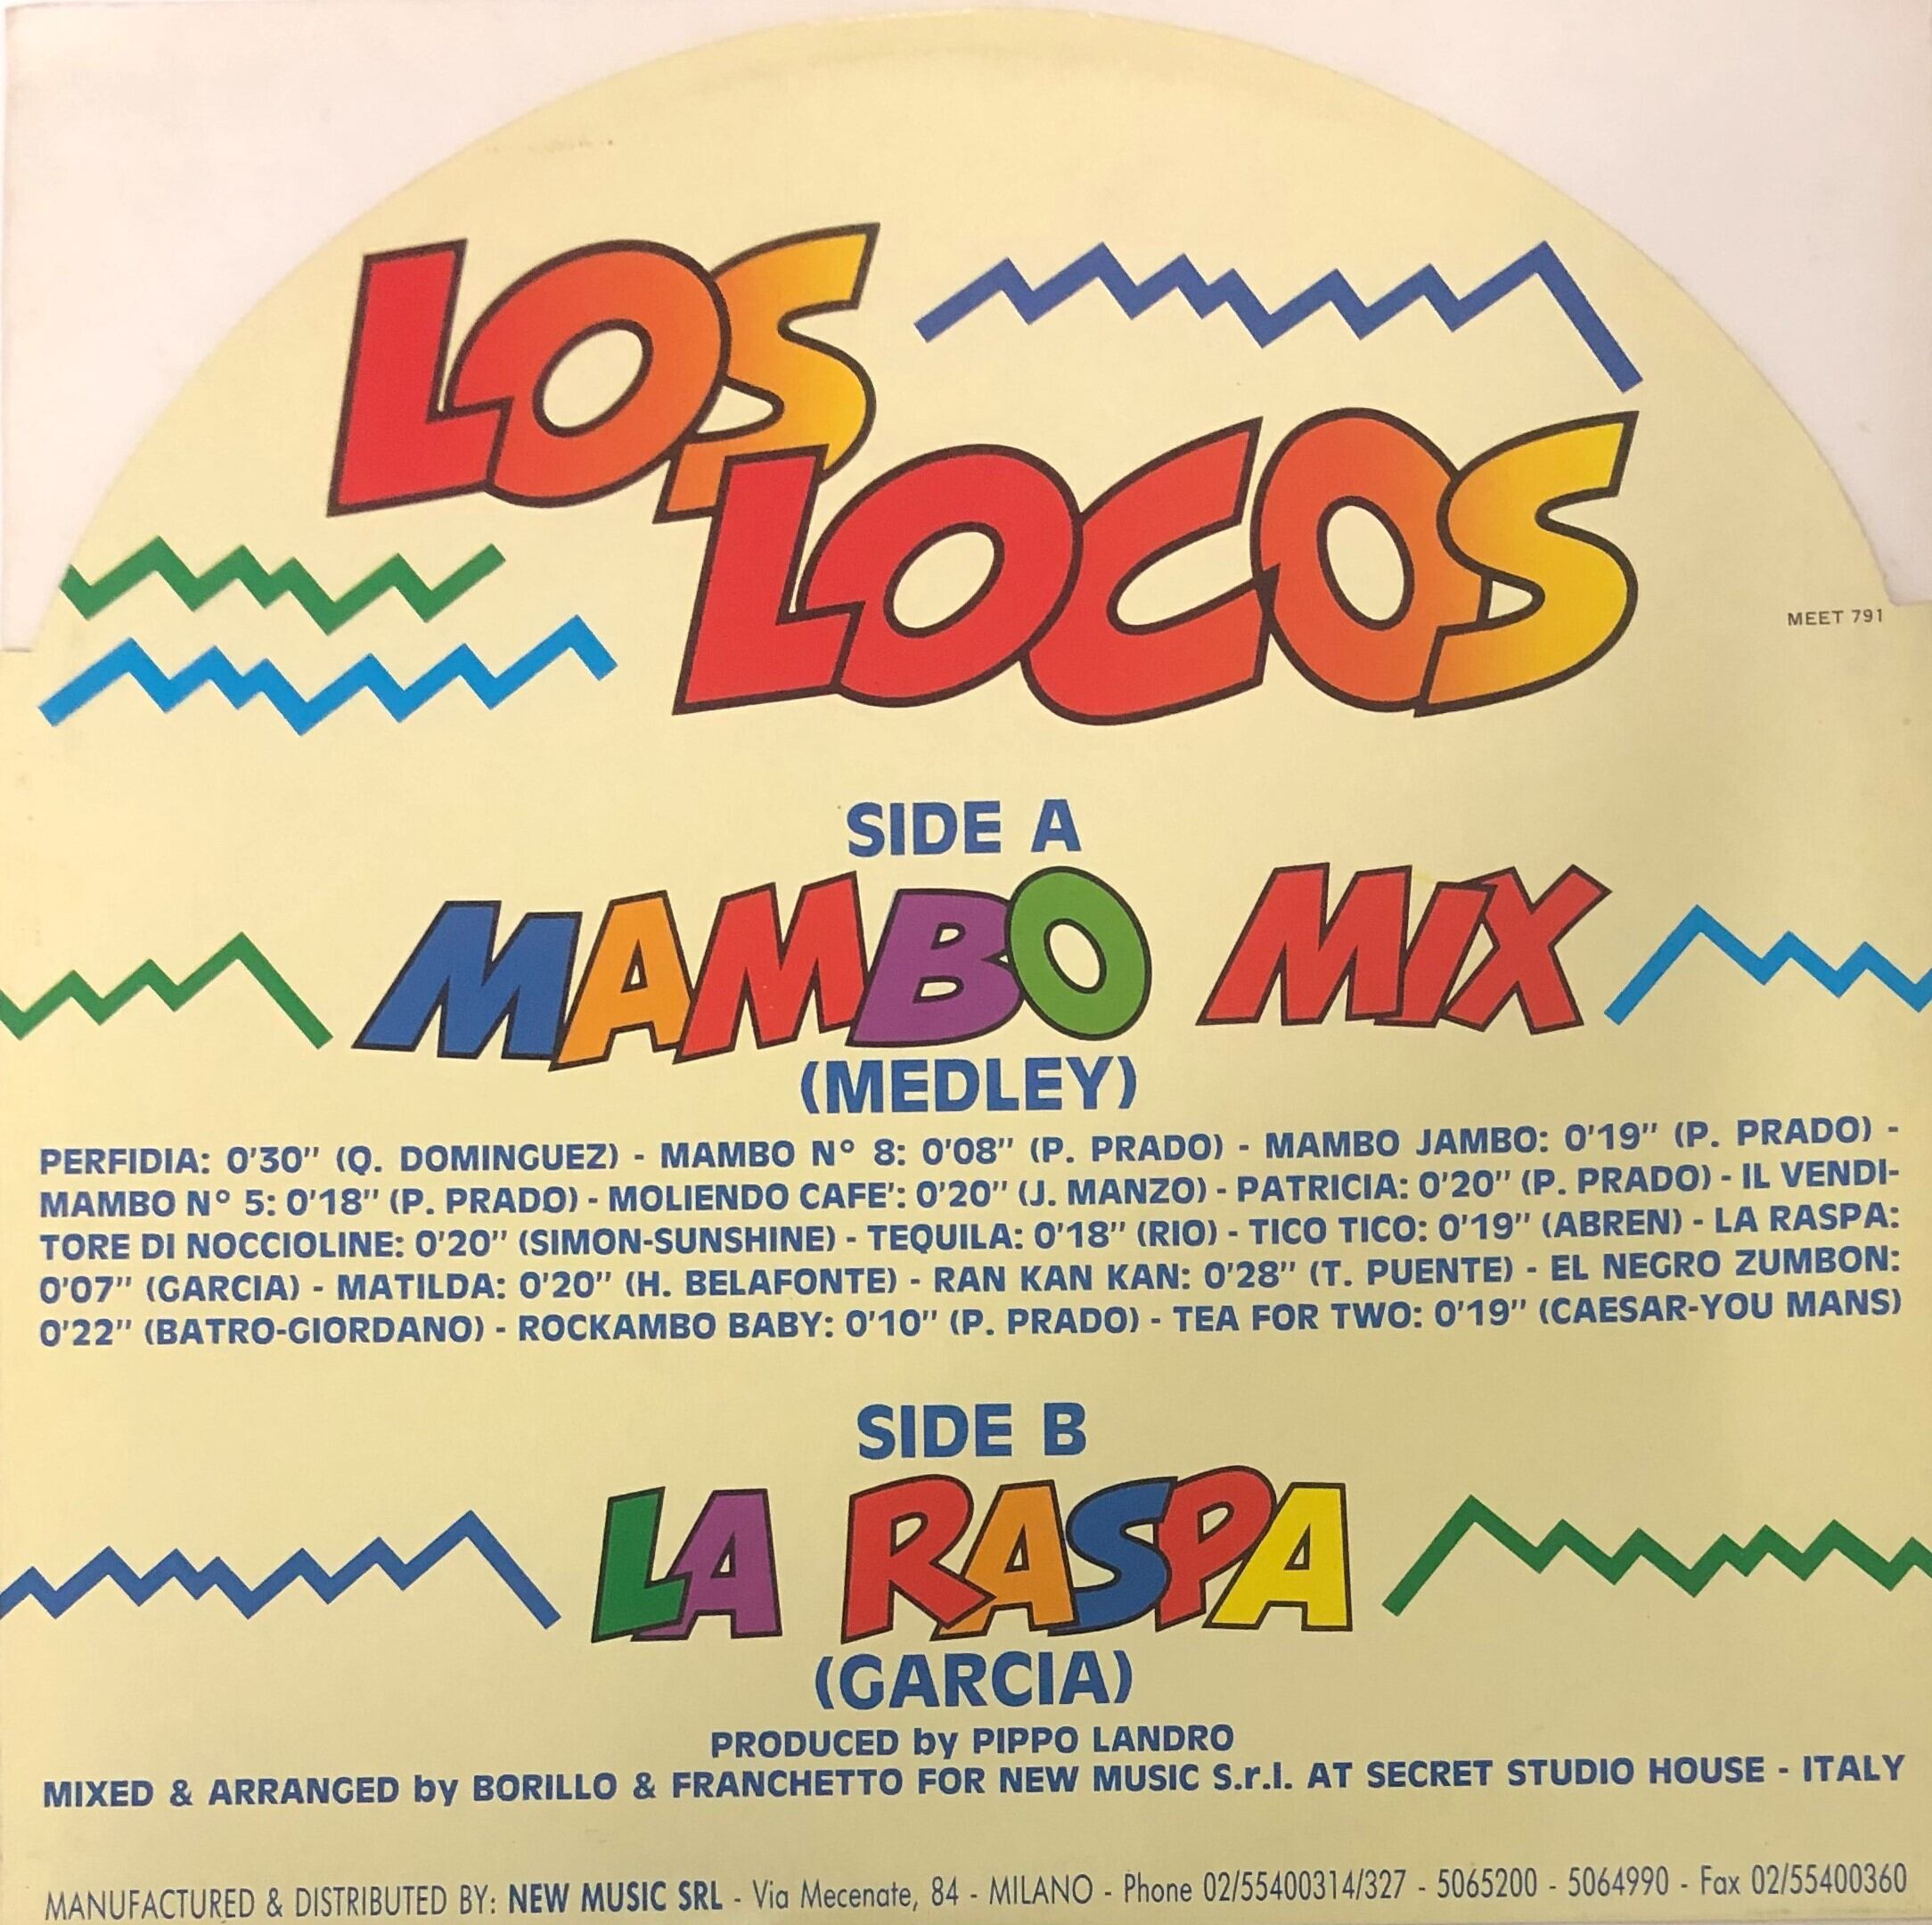 LOS
LOCOS
MEET 791
SIDE A
MAMBO MIX
(MEDLEY)
PERFIDIA: 0'30" (Q. DOMINGUEZ) - MAMBO N° 8: 0'08" (P. PRADO) - MAMBO JAMBO: 0'19" (P. PRADO) -
MAMBO N° 5: 0'18" (P. PRADO) - MOLIENDO CAFE': 0'20" (J. MANZO) - PATRICIA: 0'20" (P. PRADO) - IL VENDI-
TORE DI NOCCIOLINE: 0'20" (SIMON-SUNSHINE) - TEQUILA: 0'18" (RIO) - TICO TICO: 0'19" (ABREN) - LA RASPA:
0'07" (GARCIA) - MATILDA: 0'20" (H. BELAFONTE) - RAN KAN KAN: 0'28" (T. PUENTE) - EL NEGRO ZUMBON:
0'22" (BATRO-GIORDANO) - ROCKAMBO BABY: 0'10" (P. PRADO) - TEA FOR TWO: 0'19" (CAESAR-YOU MANS)
SIDE B
LA RASPA
(GARCIA)
PRODUCED by PIPPO LANDRO
MIXED & ARRANGED by BORILLO & FRANCHETTO FOR NEW MUSIC S.r.l. AT SECRET STUDIO HOUSE - ITALY
MANUFACTURED & DISTRIBUTED BY: NEW MUSIC SRL - Via Mecenate, 84 - MILANO - Phone 02/55400314/327 - 5065200 - 5064990 - Fax 02/55400360